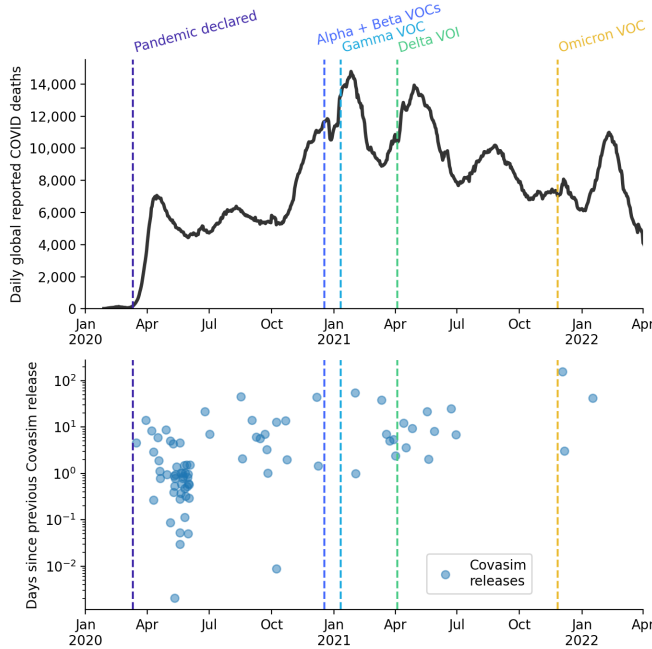 Pandemic declared
Alpha + Beta VOCs
Gamma VOC
Delta VOI
Omicron VOC
Daily global reported COVID deaths
14,000
12,000
10,000
8,000
6,000
4,000
2,000
0
Jan Apr Jul Oct Jan Apr Jul Oct Jan Apr
2020 2021 2022
Days since previous Covasim release
10²
10¹
10⁰
10⁻¹
10⁻²
Covasim
releases
Jan Apr Jul Oct Jan Apr Jul Oct Jan Apr
2020 2021 2022